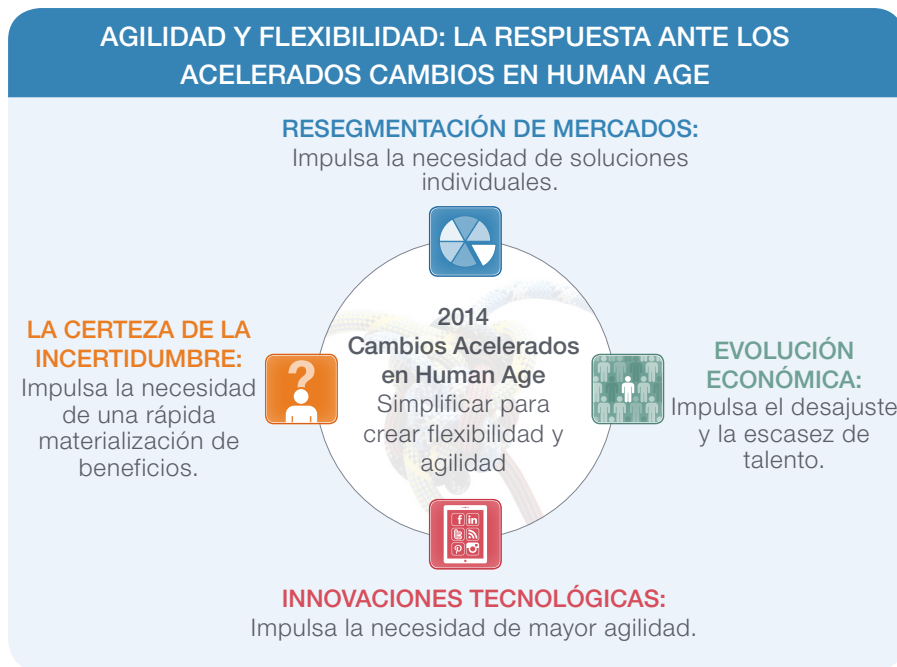 AGILIDAD Y FLEXIBILIDAD: LA RESPUESTA ANTE LOS
ACELERADOS CAMBIOS EN HUMAN AGE
RESEGMENTACIÓN DE MERCADOS:
Impulsa la necesidad de soluciones
individuales.
LA CERTEZA DE LA
INCERTIDUMBRE:
Impulsa la necesidad
de una rápida
materialización de
beneficios.
?
2014
Cambios Acelerados
en Human Age
Simplificar para
crear flexibilidad y
agilidad
EVOLUCIÓN
ECONÓMICA:
Impulsa el desajuste
y la escasez de
talento.
f in
INNOVACIONES TECNOLÓGICAS:
Impulsa la necesidad de mayor agilidad.